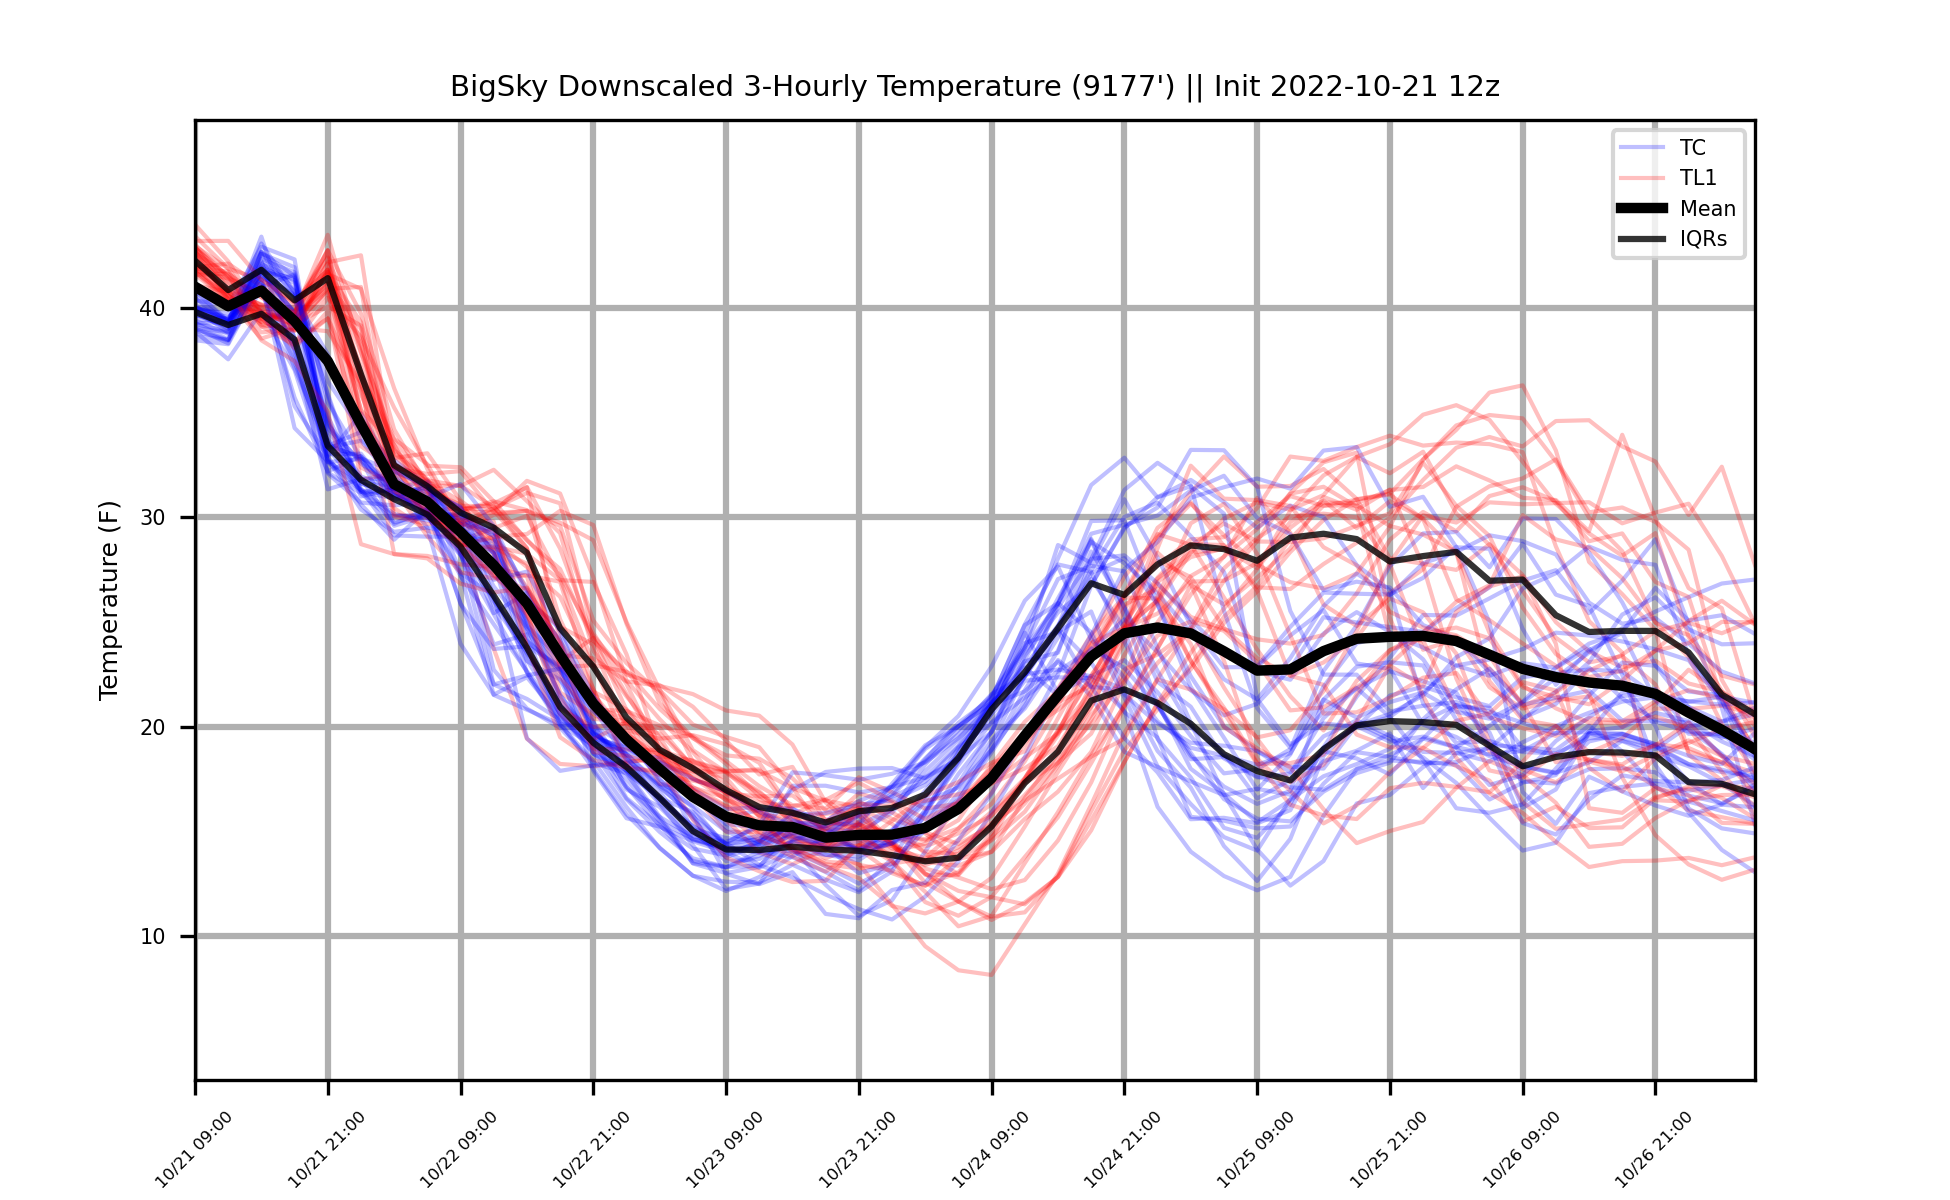 BigSky Downscaled 3-Hourly Temperature (9177') || Init 2022-10-21 12z
TC
TL1
Mean
IQRs
Temperature (F)
40
30
20
10
10/21 09:00
10/21 21:00
10/22 09:00
10/22 21:00
10/23 09:00
10/23 21:00
10/24 09:00
10/24 21:00
10/25 09:00
10/25 21:00
10/26 09:00
10/26 21:00